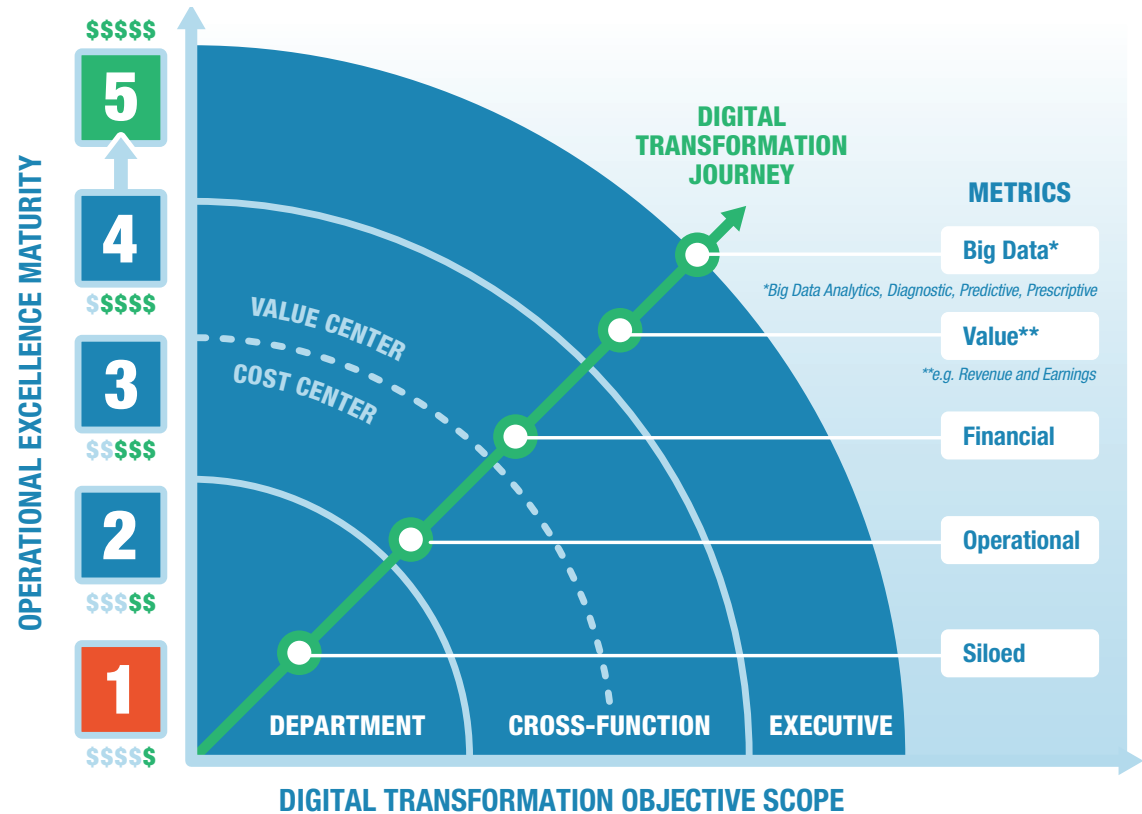 $$$$$
5
4
$$$$$
3
$$$$$
2
$$$$$
1
$$$$$
OPERATIONAL EXCELLENCE MATURITY
VALUE CENTER
COST CENTER
DIGITAL
TRANSFORMATION
JOURNEY
METRICS
Big Data*
*Big Data Analytics, Diagnostic, Predictive, Prescriptive
Value**
**e.g. Revenue and Earnings
Financial
Operational
Siloed
DEPARTMENT
CROSS-FUNCTION
EXECUTIVE
DIGITAL TRANSFORMATION OBJECTIVE SCOPE